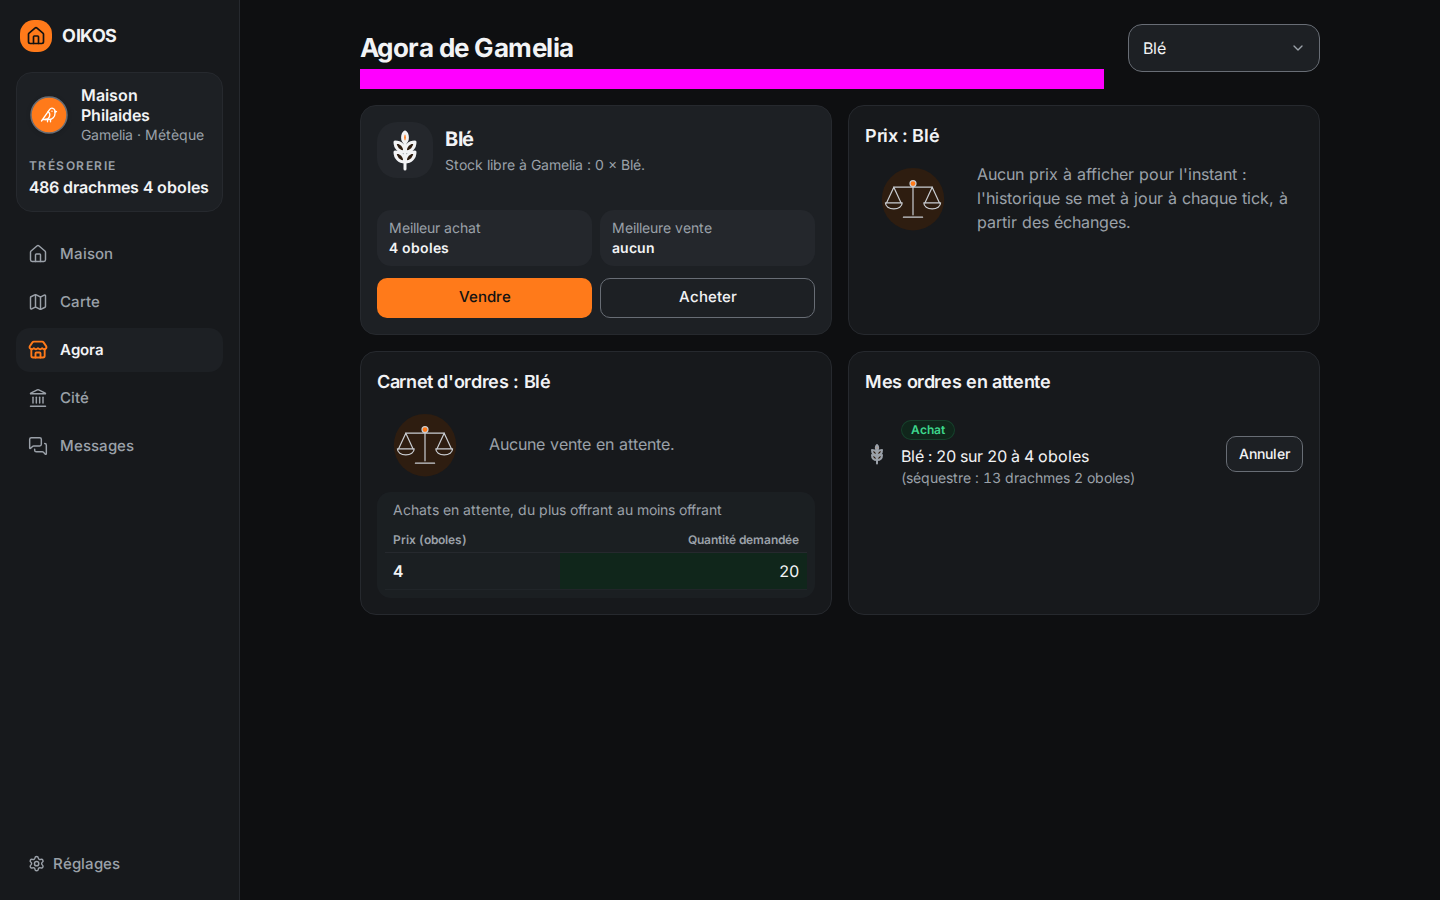 OIKOS
Maison
Philaides
Gamelia · Métèque
TRÉSORERIE
486 drachmes 4 oboles
Maison
Carte
Agora
Cité
Messages
Réglages
Agora de Gamelia
Blé
Blé
Stock libre à Gamelia : 0 × Blé.
Meilleur achat
4 oboles
Meilleure vente
aucun
Vendre
Acheter
Prix : Blé
Aucun prix à afficher pour l'instant :
l'historique se met à jour à chaque tick, à
partir des échanges.
Carnet d'ordres : Blé
Aucune vente en attente.
Achats en attente, du plus offrant au moins offrant
Prix (oboles) Quantité demandée
4 20
Mes ordres en attente
Achat
Blé : 20 sur 20 à 4 oboles
(séquestre : 13 drachmes 2 oboles)
Annuler